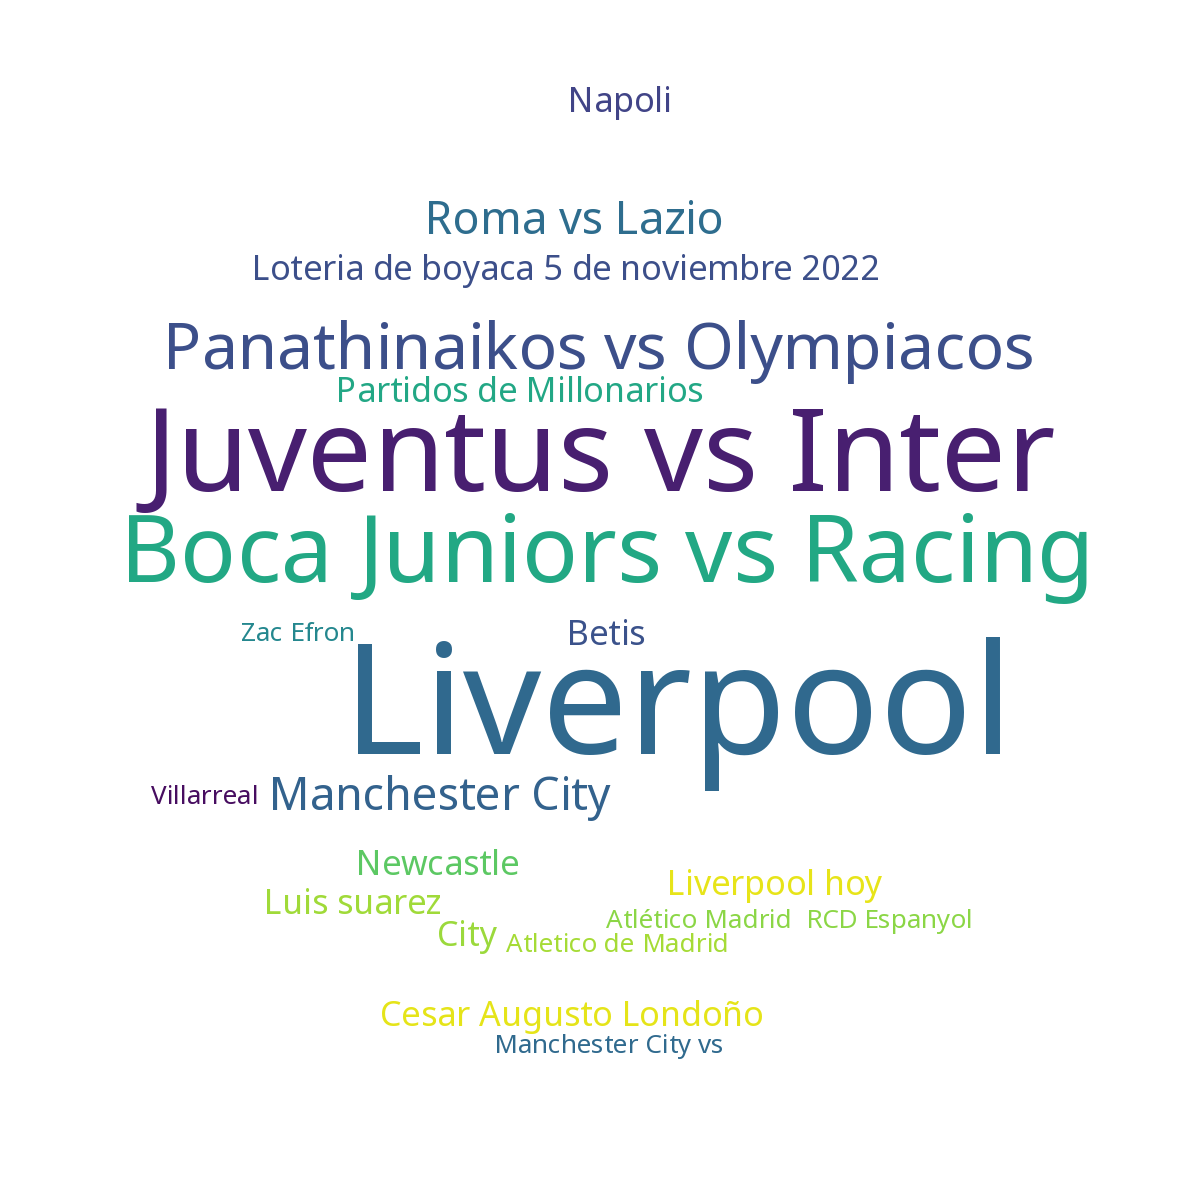 Napoli
Roma vs Lazio
Loteria de boyaca 5 de noviembre 2022
Panathinaikos vs Olympiacos
Partidos de Millonarios
Juventus vs Inter
Boca Juniors vs Racing
Zac Efron
Betis
Liverpool
Villarreal
Manchester City
Newcastle
Liverpool hoy
Luis suarez
Atlético Madrid
RCD Espanyol
City
Atletico de Madrid
Cesar Augusto Londoño
Manchester City vs